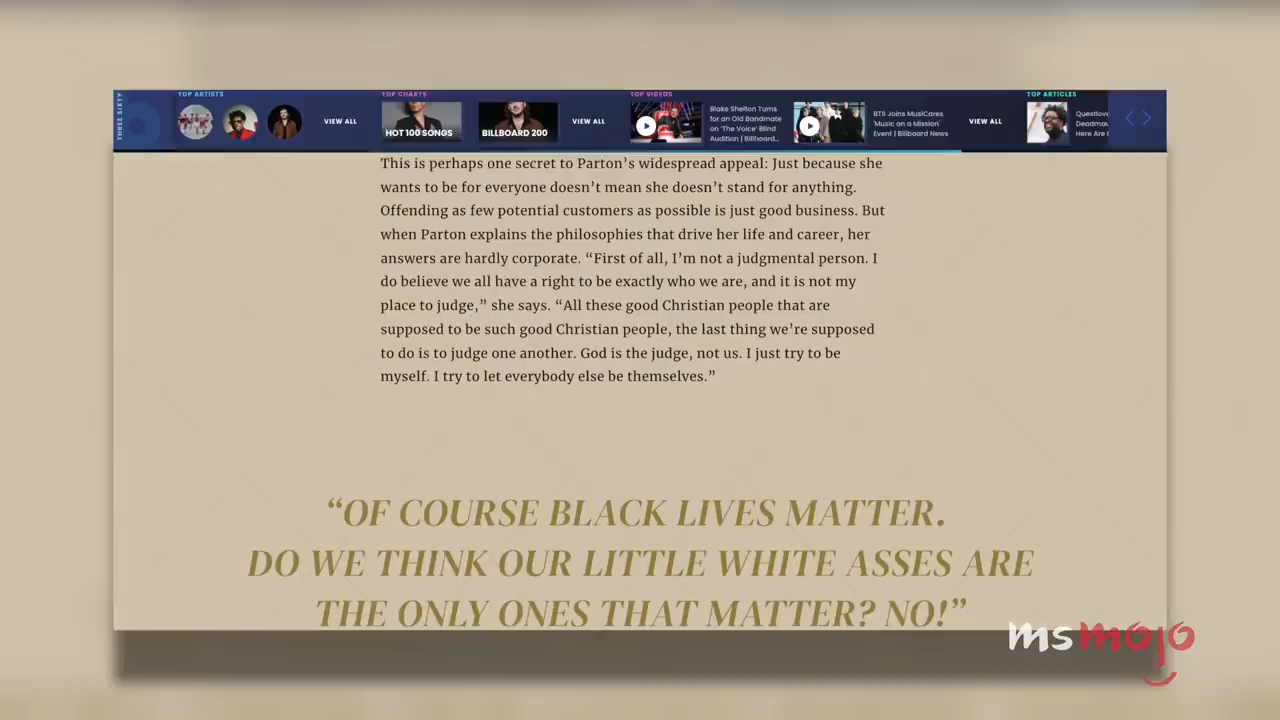 THREE SIXTY
TOP ARTISTS
VIEW ALL
TOP CHARTS
HOT 100 SONGS
BILLBOARD 200
VIEW ALL
TOP VIDEOS
Blake Shelton Turns
for an Old Bandmate
on 'The Voice' Blind
Audition | Billboard...
BTS Joins MusiCares
'Music on a Mission'
Event | Billboard News
VIEW ALL
TOP ARTICLES
Questlove
Deadmau
Here Are t
This is perhaps one secret to Parton’s widespread appeal: Just because she
wants to be for everyone doesn’t mean she doesn’t stand for anything.
Offending as few potential customers as possible is just good business. But
when Parton explains the philosophies that drive her life and career, her
answers are hardly corporate. “First of all, I’m not a judgmental person. I
do believe we all have a right to be exactly who we are, and it is not my
place to judge,” she says. “All these good Christian people that are
supposed to be such good Christian people, the last thing we’re supposed
to do is to judge one another. God is the judge, not us. I just try to be
myself. I try to let everybody else be themselves.”
“OF COURSE BLACK LIVES MATTER.
DO WE THINK OUR LITTLE WHITE ASSES ARE
THE ONLY ONES THAT MATTER? NO!”
msmojo